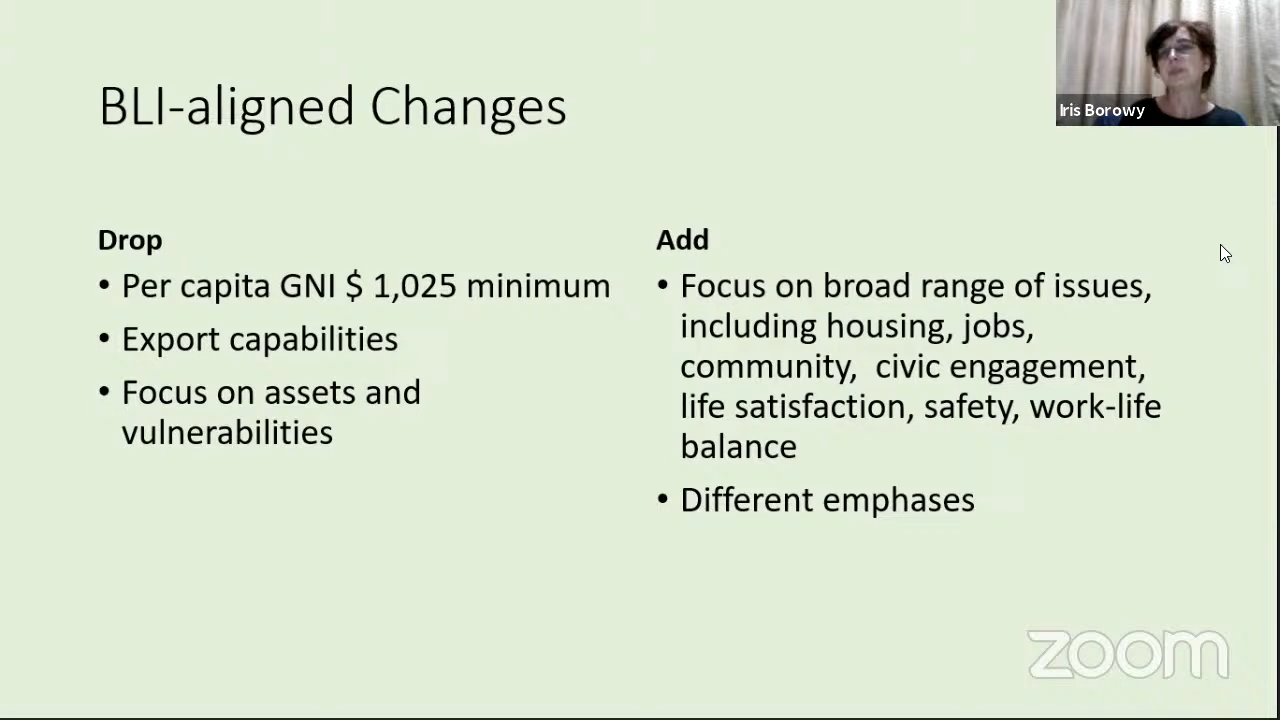 BLI-aligned Changes
Iris Borowy
Drop
• Per capita GNI $ 1,025 minimum
• Export capabilities
• Focus on assets and
vulnerabilities
Add
• Focus on broad range of issues,
including housing, jobs,
community,  civic engagement,
life satisfaction, safety, work-life
balance
• Different emphases
zoom